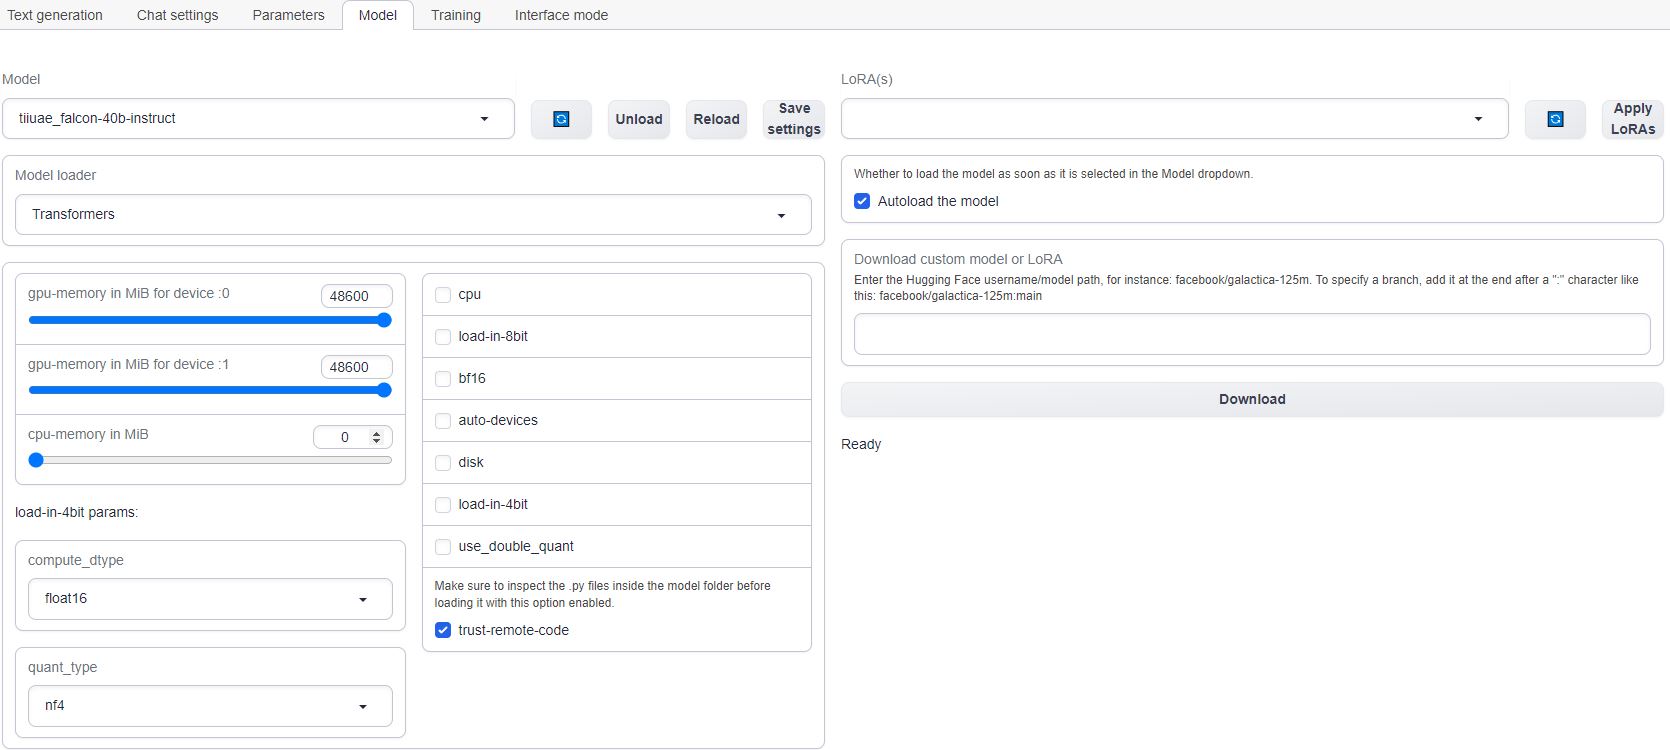 Text generation
Chat settings
Parameters
Model
Training
Interface mode
Model
tiiuae_falcon-40b-instruct
Unload
Reload
Save
settings
Model loader
Transformers
gpu-memory in MiB for device :0
48600
gpu-memory in MiB for device :1
48600
cpu-memory in MiB
0
load-in-4bit params:
compute_dtype
float16
quant_type
nf4
cpu
load-in-8bit
bf16
auto-devices
disk
load-in-4bit
use_double_quant
Make sure to inspect the .py files inside the model folder before
loading it with this option enabled.
trust-remote-code
LoRA(s)
Apply
LoRAs
Whether to load the model as soon as it is selected in the Model dropdown.
Autoload the model
Download custom model or LoRA
Enter the Hugging Face username/model path, for instance: facebook/galactica-125m. To specify a branch, add it at the end after a ":" character like
this: facebook/galactica-125m:main
Download
Ready